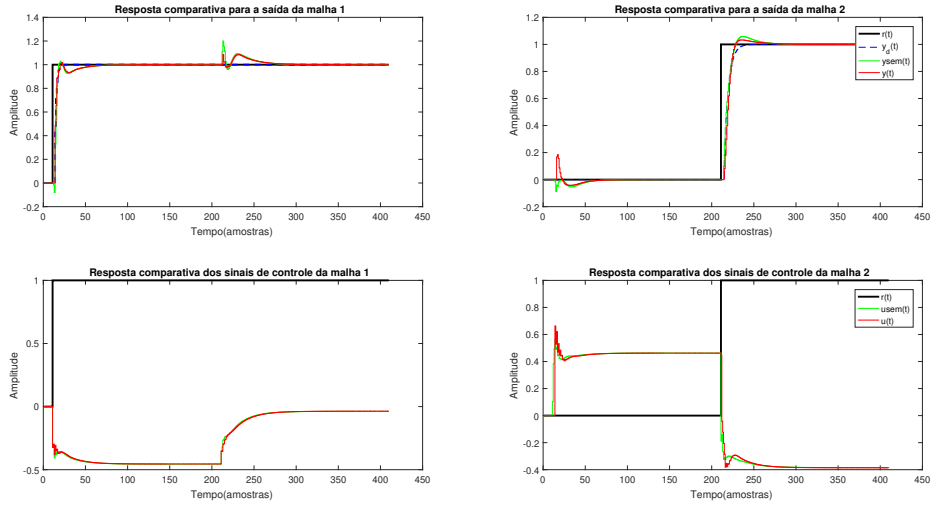 Resposta comparativa para a saída da malha 1
1.4
1.2
1
0.8
0.6
0.4
0.2
0
-0.2
Amplitude
0 50 100 150 200 250 300 350 400 450
Tempo(amostras)
Resposta comparativa para a saída da malha 2
1.2
1
0.8
0.6
0.4
0.2
0
-0.2
Amplitude
r(t)
y_d(t)
ysem(t)
y(t)
0 50 100 150 200 250 300 350 400 450
Tempo(amostras)
Resposta comparativa dos sinais de controle da malha 1
1
0.5
0
-0.5
Amplitude
0 50 100 150 200 250 300 350 400 450
Tempo(amostras)
Resposta comparativa dos sinais de controle da malha 2
1
0.8
0.6
0.4
0.2
0
-0.2
-0.4
Amplitude
r(t)
usem(t)
u(t)
0 50 100 150 200 250 300 350 400 450
Tempo(amostras)